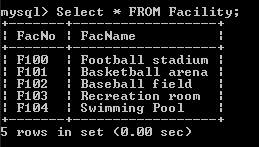 mysql> Select * FROM Facility;
+-------+------------------+
| FacNo | FacName          |
+-------+------------------+
| F100  | Football stadium |
| F101  | Basketball arena |
| F102  | Baseball field   |
| F103  | Recreation room  |
| F104  | Swimming Pool    |
+-------+------------------+
5 rows in set (0.00 sec)